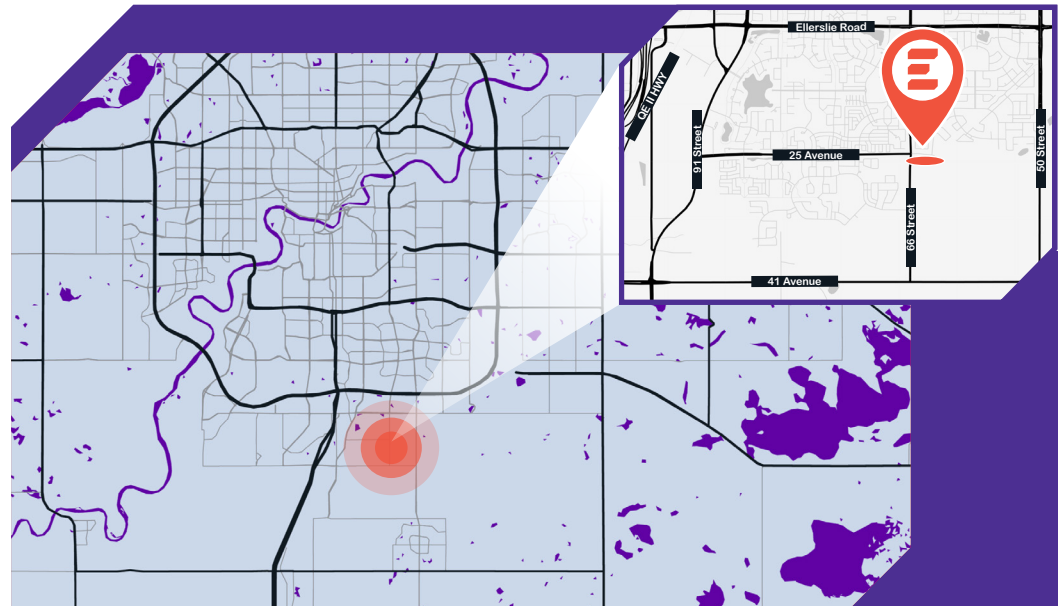 Ellerslie Road
QE II HWY
91 Street
25 Avenue
50 Street
66 Street
41 Avenue